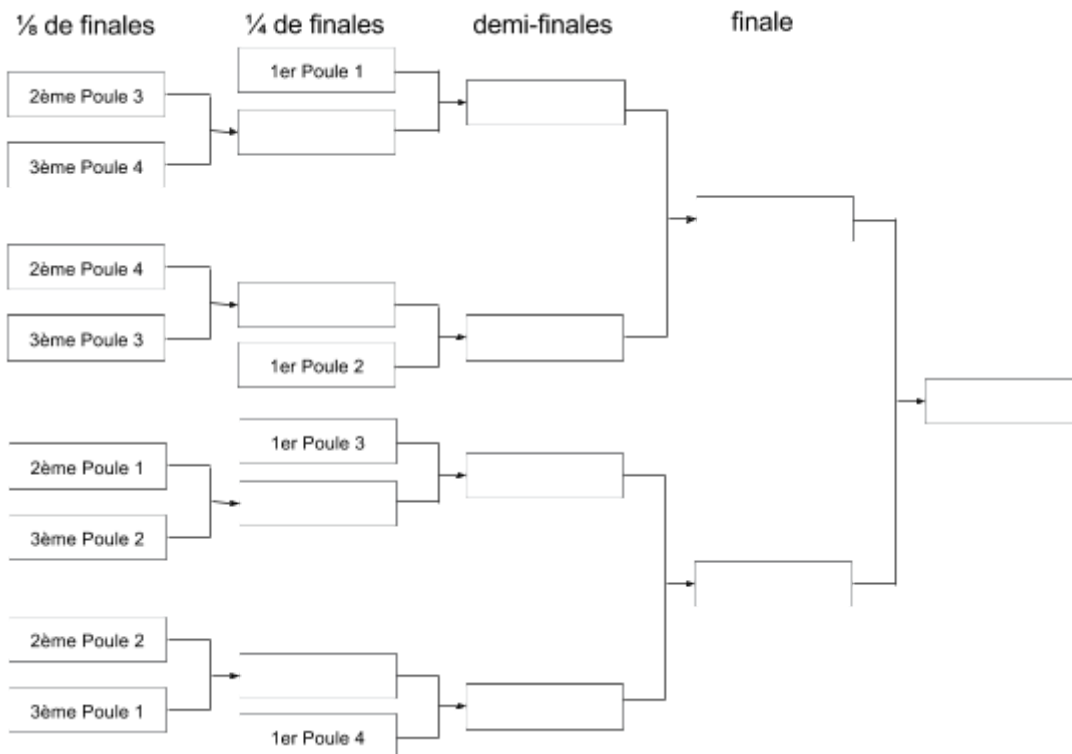 ⅛ de finales
¼ de finales
demi-finales
finale
2ème Poule 3
3ème Poule 4
2ème Poule 4
3ème Poule 3
2ème Poule 1
3ème Poule 2
2ème Poule 2
3ème Poule 1
1er Poule 1
1er Poule 2
1er Poule 3
1er Poule 4